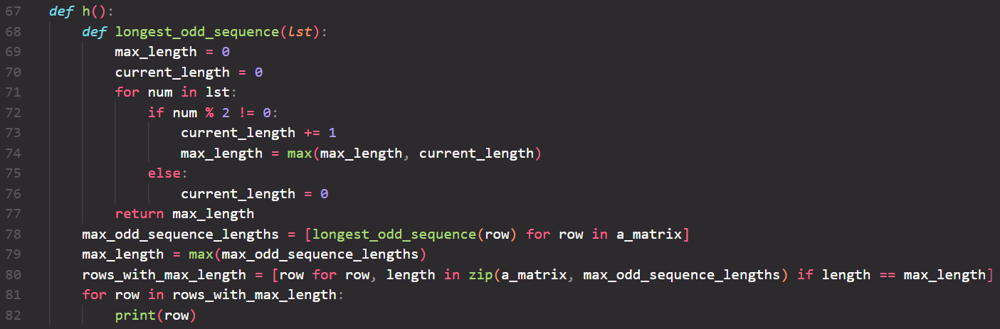 67 def h():
68     def longest_odd_sequence(lst):
69         max_length = 0
70         current_length = 0
71         for num in lst:
72             if num % 2 != 0:
73                 current_length += 1
74                 max_length = max(max_length, current_length)
75             else:
76                 current_length = 0
77         return max_length
78     max_odd_sequence_lengths = [longest_odd_sequence(row) for row in a_matrix]
79     max_length = max(max_odd_sequence_lengths)
80     rows_with_max_length = [row for row, length in zip(a_matrix, max_odd_sequence_lengths) if length == max_length]
81     for row in rows_with_max_length:
82         print(row)